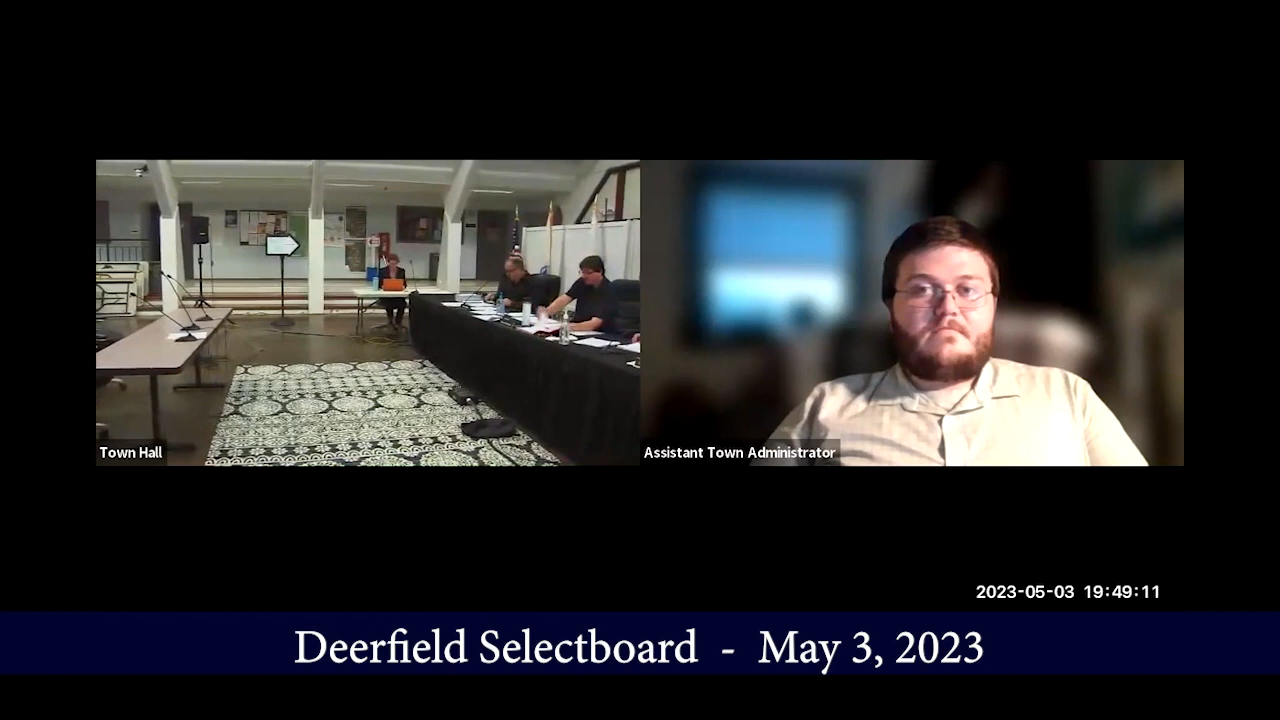 Town Hall
Assistant Town Administrator
2023-05-03 19:49:11
Deerfield Selectboard - May 3, 2023